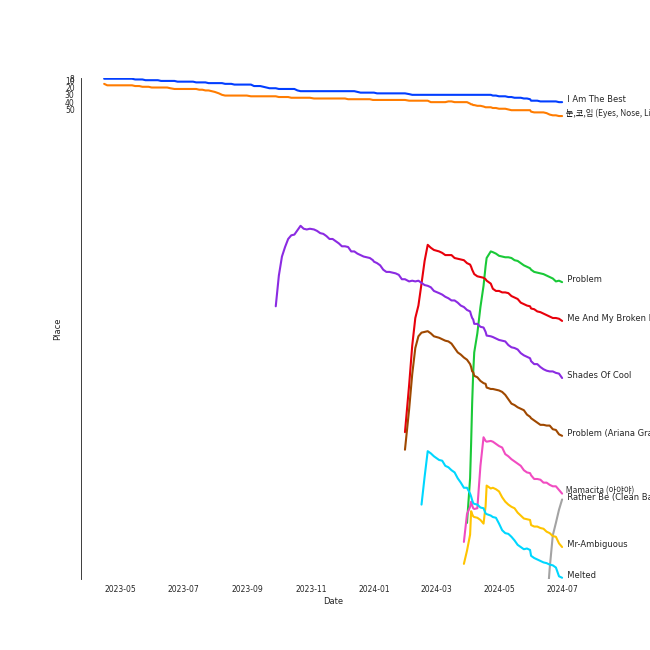 10
20
30
40
50
Place
I Am The Best
눈,코,입 (Eyes, Nose, Li
Problem
Me And My Broken
Shades Of Cool
Problem (Ariana Gra
Mamacita (아야야)
Rather Be (Clean Ba
Mr-Ambiguous
Melted
2023-05 2023-07 2023-09 2023-11 2024-01 2024-03 2024-05 2024-07
Date